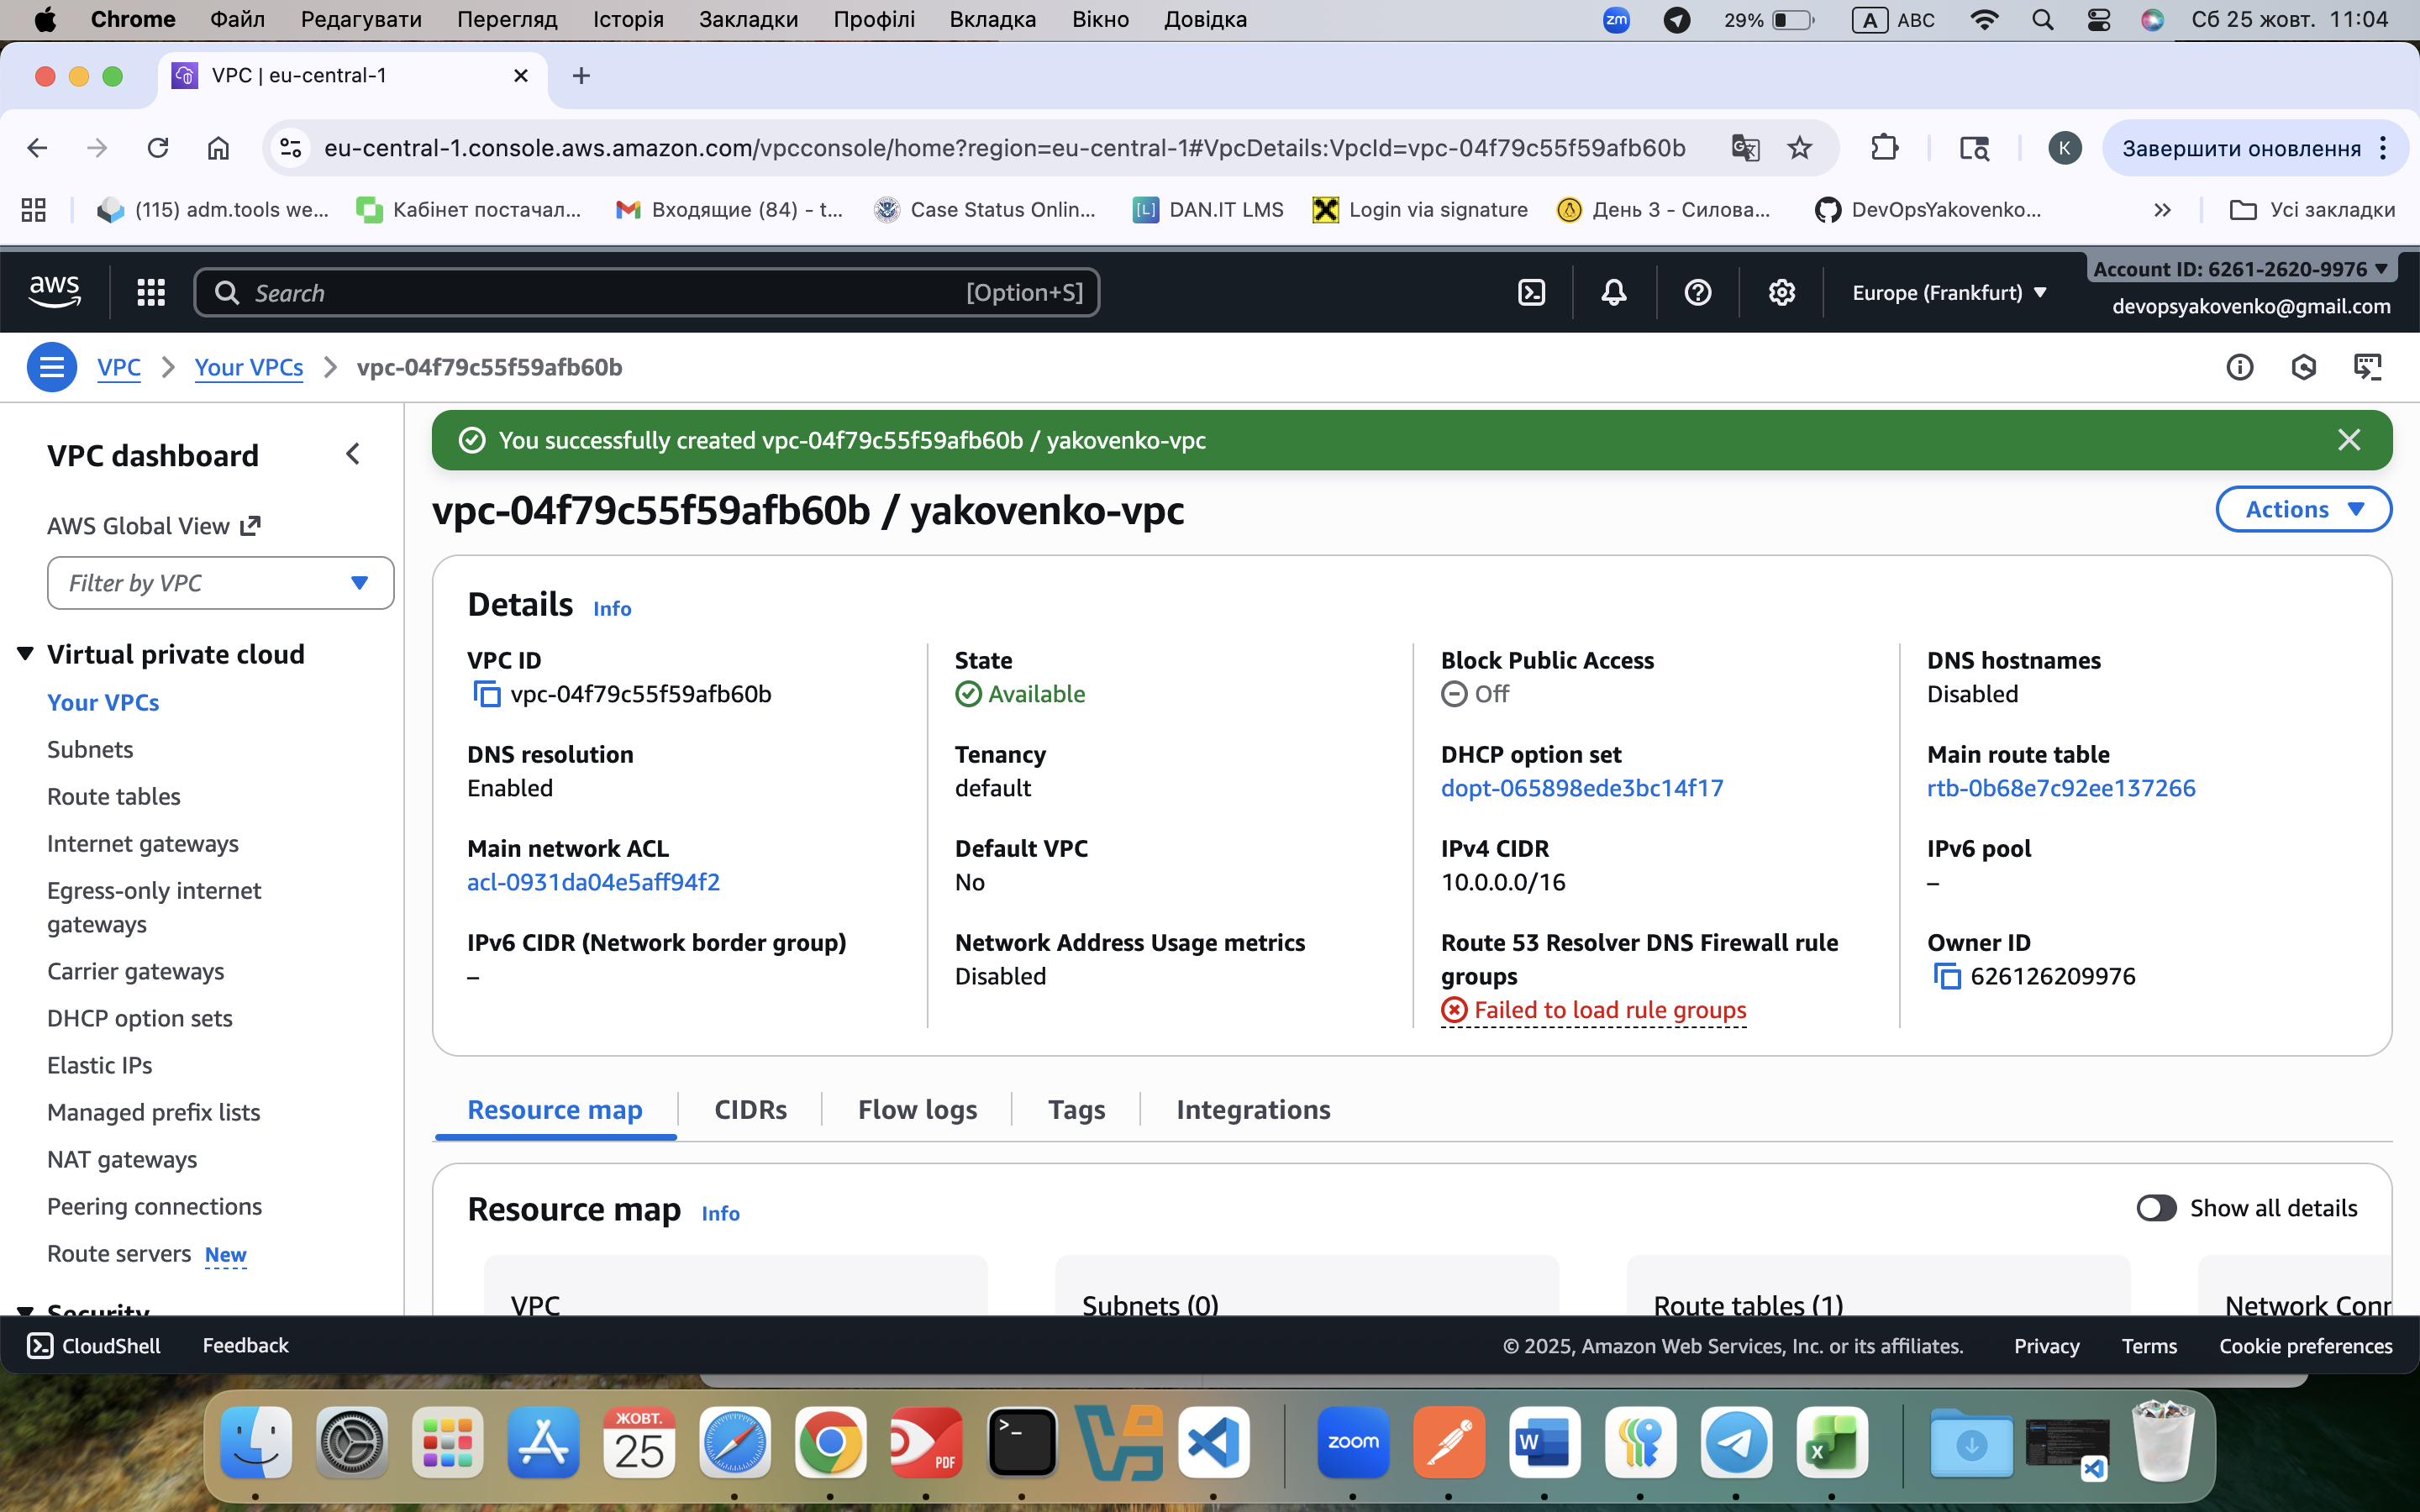 Chrome Файл Редагувати Перегляд Історія Закладки Профілі Вкладка Вікно Довідка zm 29% A ABC Сб 25 жовт. 11:04
VPC | eu-central-1
eu-central-1.console.aws.amazon.com/vpcconsole/home?region=eu-central-1#VpcDetails:VpcId=vpc-04f79c55f59afb60b K Завершити оновлення
(115) adm.tools we... Кабінет постачал... Входящие (84) - t... Case Status Onlin... DAN.IT LMS Login via signature День 3 - Силова... DevOpsYakovenko... Усі закладки
aws Search [Option+S] Europe (Frankfurt) Account ID: 6261-2620-9976
devopsyakovenko@gmail.com
VPC Your VPCs vpc-04f79c55f59afb60b
VPC dashboard
AWS Global View
Filter by VPC
Virtual private cloud
Your VPCs
Subnets
Route tables
Internet gateways
Egress-only internet
gateways
Carrier gateways
DHCP option sets
Elastic IPs
Managed prefix lists
NAT gateways
Peering connections
Route servers New
Security
You successfully created vpc-04f79c55f59afb60b / yakovenko-vpc
vpc-04f79c55f59afb60b / yakovenko-vpc
Actions
Details Info
VPC ID
vpc-04f79c55f59afb60b
State
Available
Block Public Access
Off
DNS hostnames
Disabled
DNS resolution
Enabled
Tenancy
default
DHCP option set
dopt-065898ede3bc14f17
Main route table
rtb-0b68e7c92ee137266
Main network ACL
acl-0931da04e5aff94f2
Default VPC
No
IPv4 CIDR
10.0.0.0/16
IPv6 pool
–
IPv6 CIDR (Network border group)
–
Network Address Usage metrics
Disabled
Route 53 Resolver DNS Firewall rule
groups
Failed to load rule groups
Owner ID
626126209976
Resource map CIDRs Flow logs Tags Integrations
Resource map Info
Show all details
VPC Subnets (0) Route tables (1) Network Conn
CloudShell Feedback © 2025, Amazon Web Services, Inc. or its affiliates. Privacy Terms Cookie preferences
ЖОВТ.
25
PDF
zoom
W
X